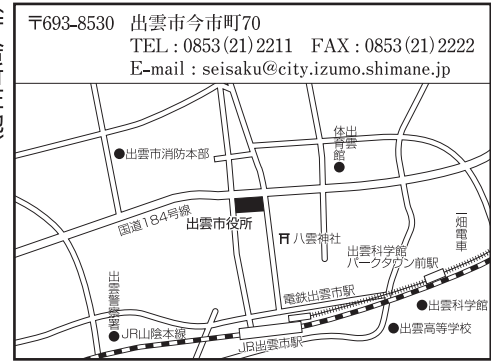 〒693-8530 出雲市今市町70
TEL：0853(21)2211 FAX：0853(21)2222
E-mail：seisaku@city.izumo.shimane.jp
出雲市消防本部
出雲
体育館
国道184号線
出雲市役所
八雲神社
一畑電車
出雲科学館
パークタウン前駅
電鉄出雲市駅
出雲警察署
JR山陰本線
JR出雲市駅
出雲科学館
出雲高等学校